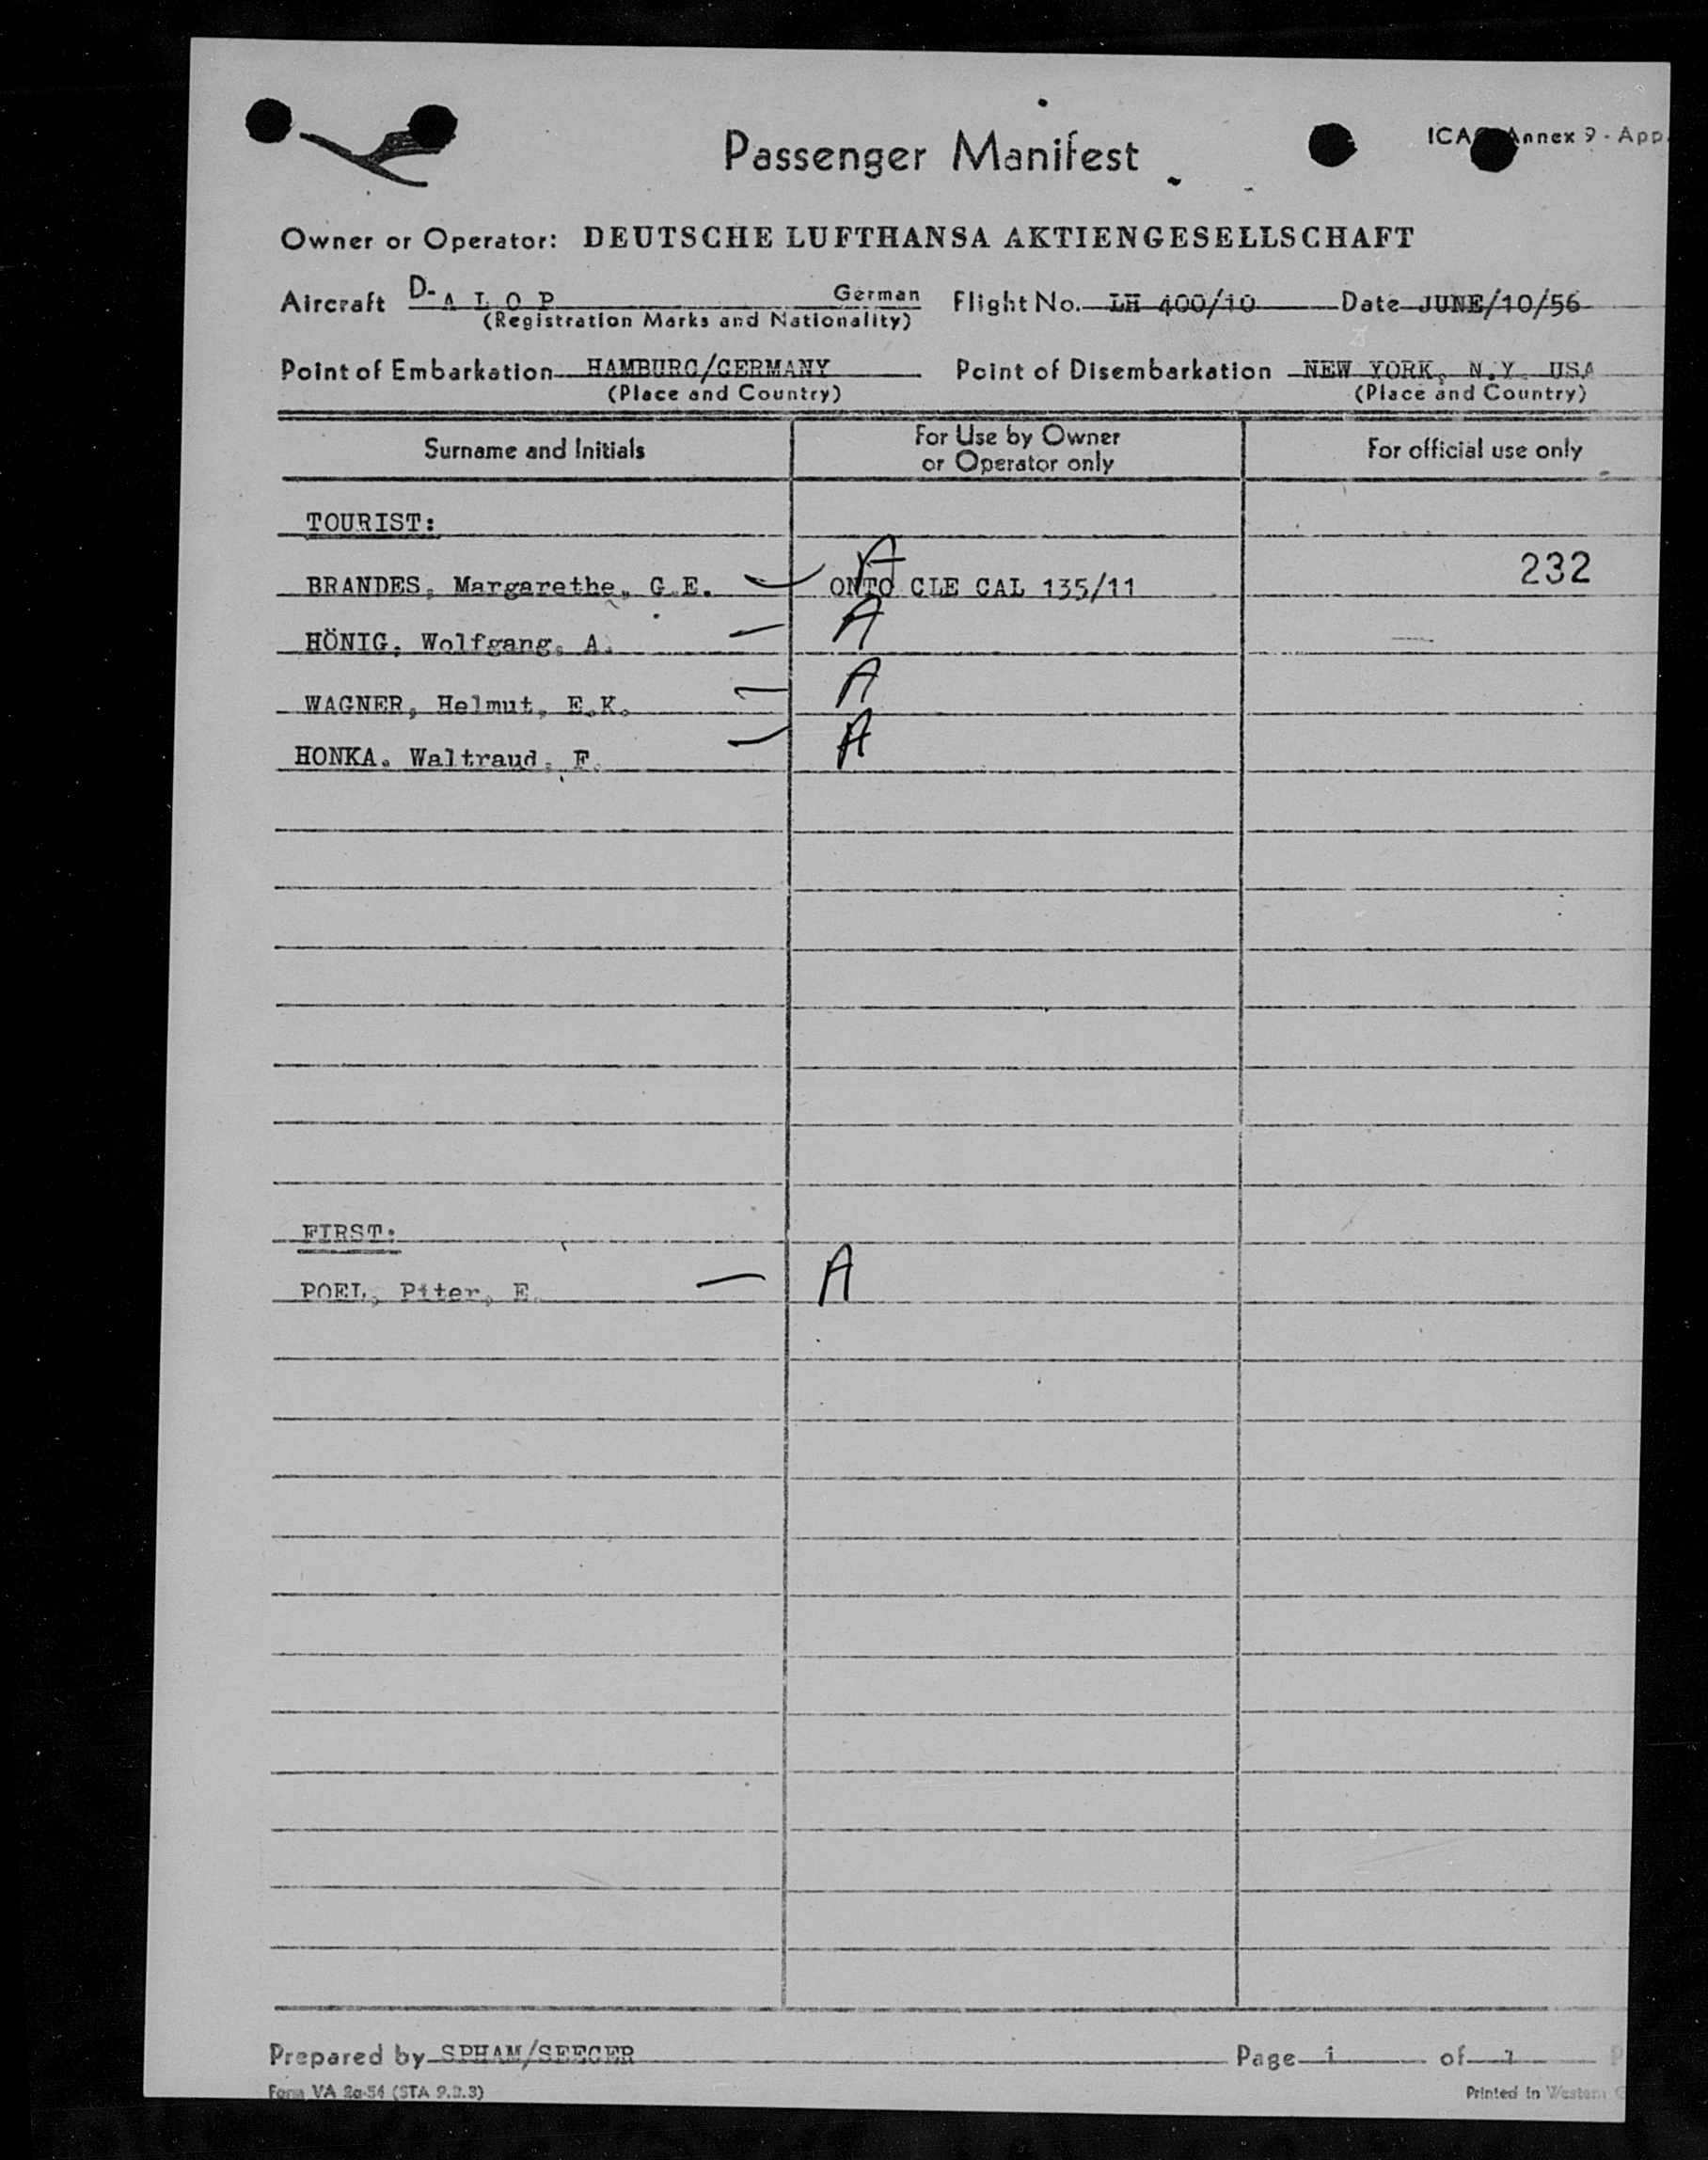 Passenger Manifest
ICAO Annex 9 - App.
Owner or Operator: DEUTSCHE LUFTHANSA AKTIENGESELLSCHAFT
Aircraft D- A L O P German Flight No. LH 400/10 Date JUNE/10/56
(Registration Marks and Nationality)
Point of Embarkation HAMBURG/GERMANY Point of Disembarkation NEW YORK, N.Y. USA
(Place and Country) (Place and Country)
Surname and Initials For Use by Owner or Operator only For official use only
TOURIST:
A
BRANDES, Margarethe, G.E. ONTO CLE CAL 135/11 232
HÖNIG, Wolfgang, A. A
WAGNER, Helmut, E.K. A
HONKA, Waltraud, F. A
FIRST:
POEL, Piter, E. A
Prepared by SPHAM/SEEGER Page 1 of 1
Form VA 2a-54 (STA 9.2.3) Printed in Western